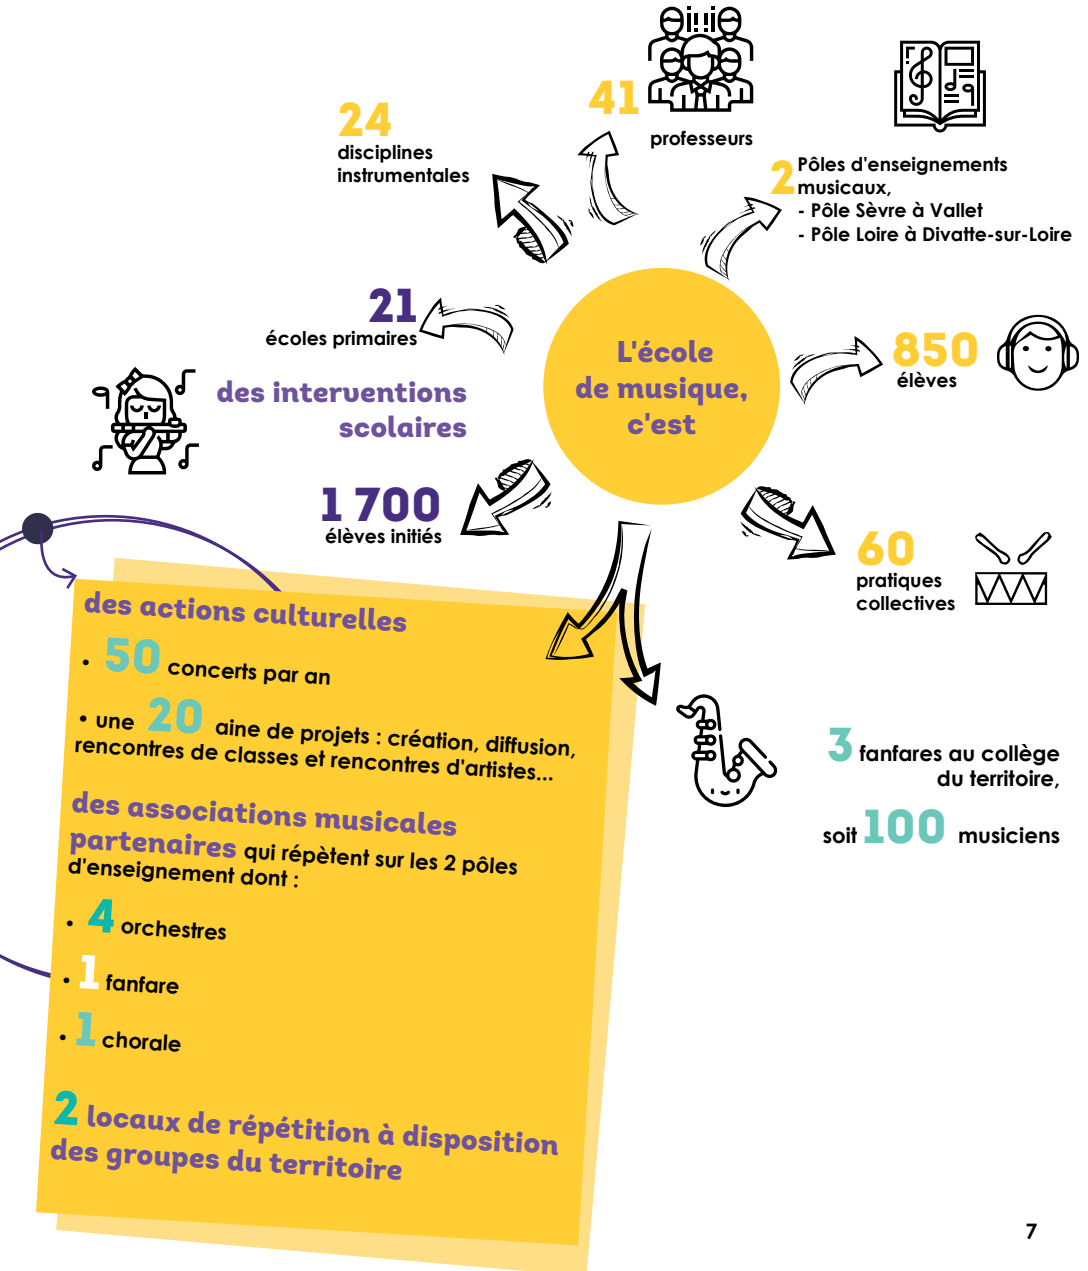 41
professeurs
24
disciplines
instrumentales
2 Pôles d'enseignements
musicaux,
- Pôle Sèvre à Vallet
- Pôle Loire à Divatte-sur-Loire
21
écoles primaires
des interventions
scolaires
1 700
élèves initiés
L'école
de musique,
c'est
850
élèves
60
pratiques
collectives
3 fanfares au collège
du territoire,
soit 100 musiciens
des actions culturelles
• 50 concerts par an
• une 20 aine de projets : création, diffusion,
rencontres de classes et rencontres d'artistes...
des associations musicales
partenaires qui répètent sur les 2 pôles
d'enseignement dont :
• 4 orchestres
• 1 fanfare
• 1 chorale
2 locaux de répétition à disposition
des groupes du territoire
7